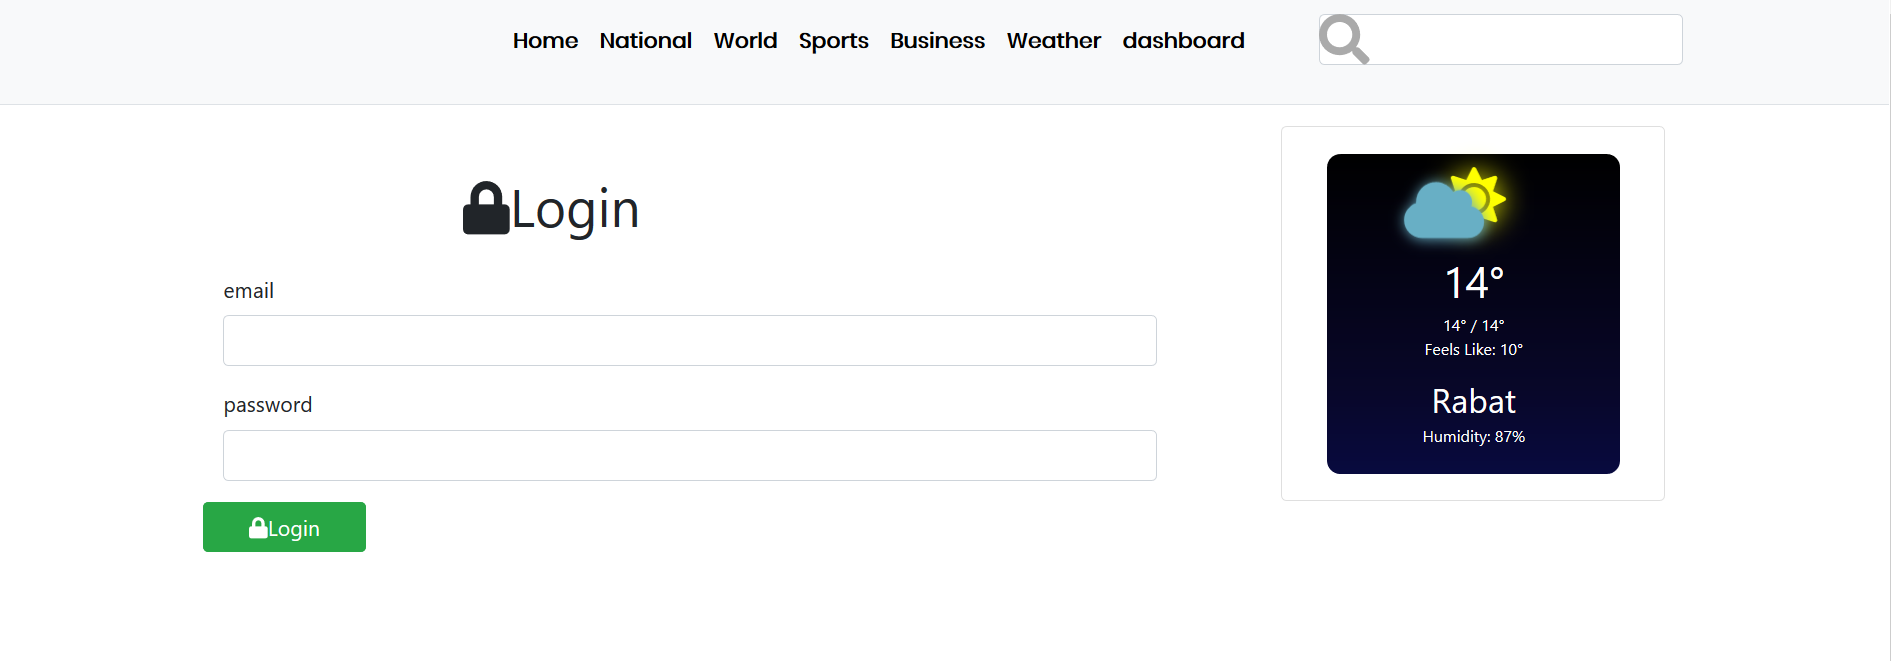 Home National World Sports Business Weather dashboard
Login
email
password
Login
14°
14° / 14°
Feels Like: 10°
Rabat
Humidity: 87%